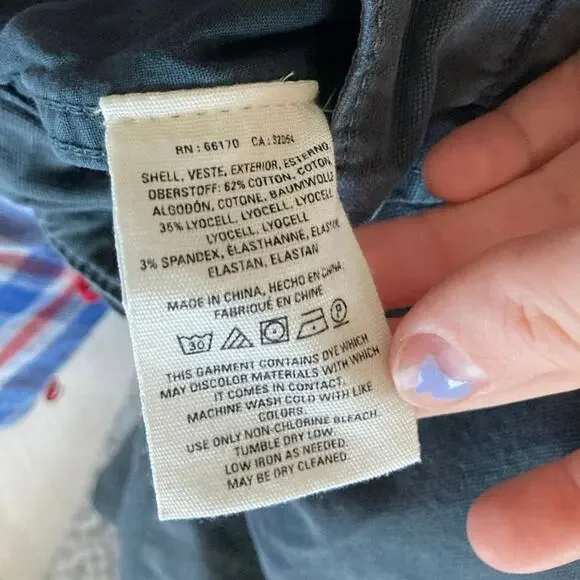 RN : 66170 CA : 32054
SHELL, VESTE, EXTERIOR, ESTERNO,
OBERSTOFF: 62% COTTON, COTON,
ALGODÓN, COTONE, BAUMWOLLE
35% LYOCELL, LYOCELL, LYOCELL,
LYOCELL, LYOCELL
3% SPANDEX, ÉLASTHANNE, ELASTÁN,
ELASTAN, ELASTAN
MADE IN CHINA, HECHO EN CHINA,
FABRIQUÉ EN CHINE
30 P
THIS GARMENT CONTAINS DYE WHICH
MAY DISCOLOR MATERIALS WITH WHICH
IT COMES IN CONTACT.
MACHINE WASH COLD WITH LIKE
COLORS.
USE ONLY NON-CHLORINE BLEACH.
TUMBLE DRY LOW.
LOW IRON AS NEEDED.
MAY BE DRY CLEANED.